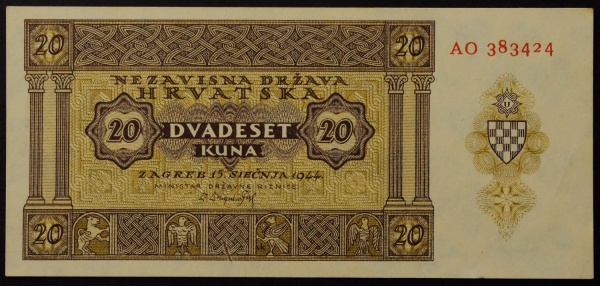 20 20
AO 383424
NEZAVISNA DRŽAVA
HRVATSKA
20 DVADESET 20
KUNA
ZAGREB 15. SIEČNJA 1944.
MINISTAR DRŽAVNE RIZNICE:
20 20